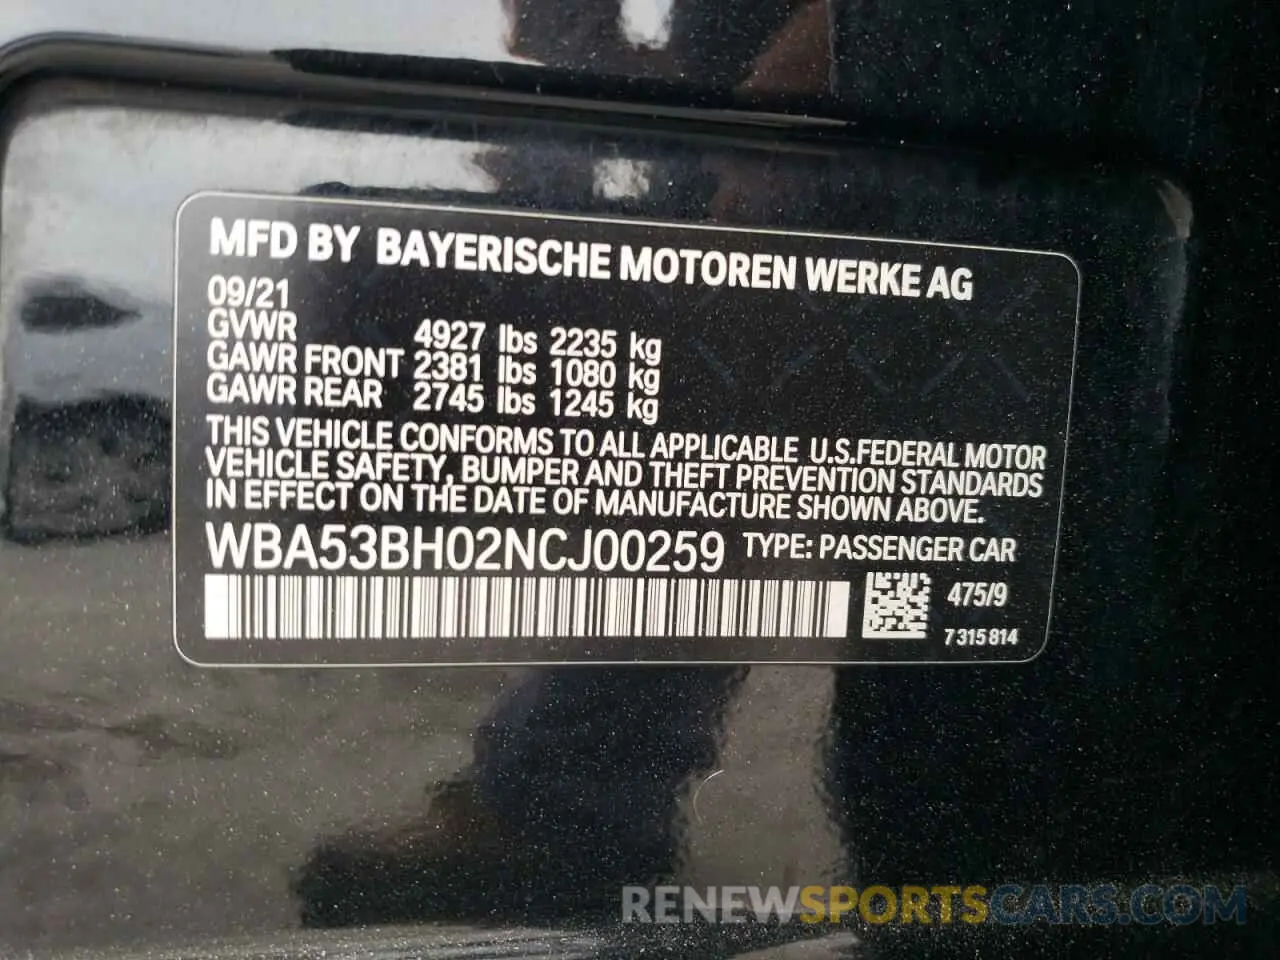 MFD BY BAYERISCHE MOTOREN WERKE AG
09/21
GVWR 4927 lbs 2235 kg
GAWR FRONT 2381 lbs 1080 kg
GAWR REAR 2745 lbs 1245 kg
THIS VEHICLE CONFORMS TO ALL APPLICABLE U.S.FEDERAL MOTOR
VEHICLE SAFETY, BUMPER AND THEFT PREVENTION STANDARDS
IN EFFECT ON THE DATE OF MANUFACTURE SHOWN ABOVE.
WBA53BH02NCJ00259 TYPE: PASSENGER CAR
475/9
7 315 814
RENEWSPORTSCARS.COM